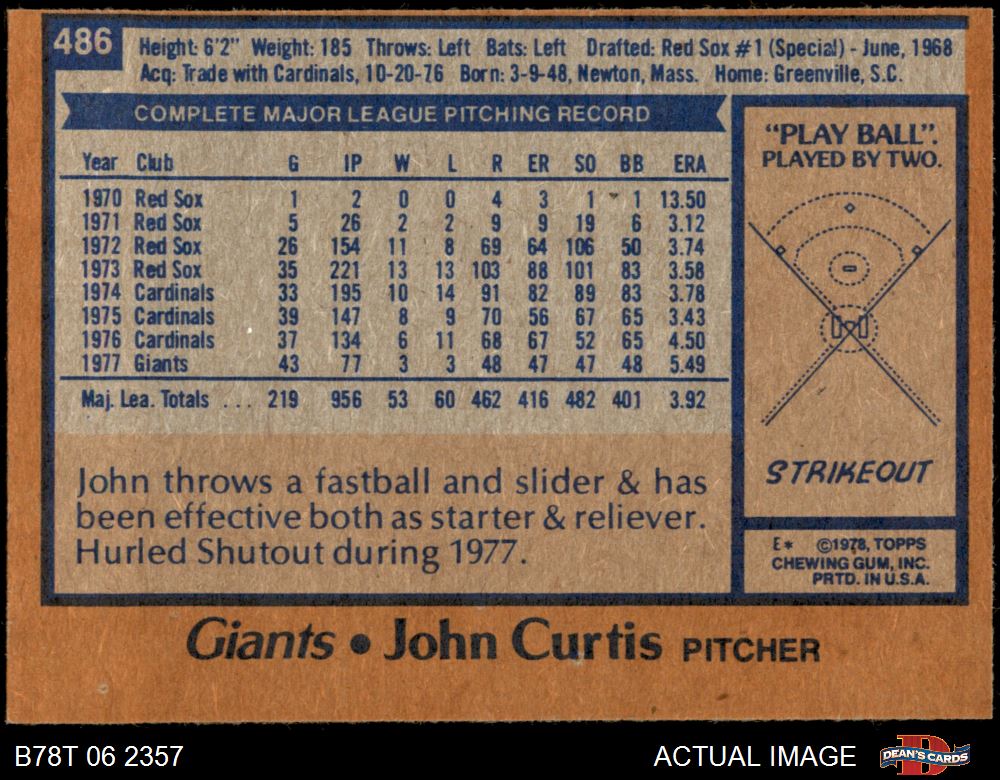 486
Height: 6'2" Weight: 185 Throws: Left Bats: Left Drafted: Red Sox #1 (Special) - June, 1968
Acq: Trade with Cardinals, 10-20-76 Born: 3-9-48, Newton, Mass. Home: Greenville, S.C.
COMPLETE MAJOR LEAGUE PITCHING RECORD
Year Club G IP W L R ER SO BB ERA
1970 Red Sox 1 2 0 0 4 3 1 1 13.50
1971 Red Sox 5 26 2 2 9 9 19 6 3.12
1972 Red Sox 26 154 11 8 69 64 106 50 3.74
1973 Red Sox 35 221 13 13 103 88 101 83 3.58
1974 Cardinals 33 195 10 14 91 82 89 83 3.78
1975 Cardinals 39 147 8 9 70 56 67 65 3.43
1976 Cardinals 37 134 6 11 68 67 52 65 4.50
1977 Giants 43 77 3 3 48 47 47 48 5.49
Maj. Lea. Totals ... 219 956 53 60 462 416 482 401 3.92
John throws a fastball and slider & has
been effective both as starter & reliever.
Hurled Shutout during 1977.
"PLAY BALL".
PLAYED BY TWO.
STRIKEOUT
E* ©1978, TOPPS
CHEWING GUM, INC.
PRTD. IN U.S.A.
Giants • John Curtis PITCHER
B78T 06 2357
ACTUAL IMAGE
D
DEAN'S CARDS